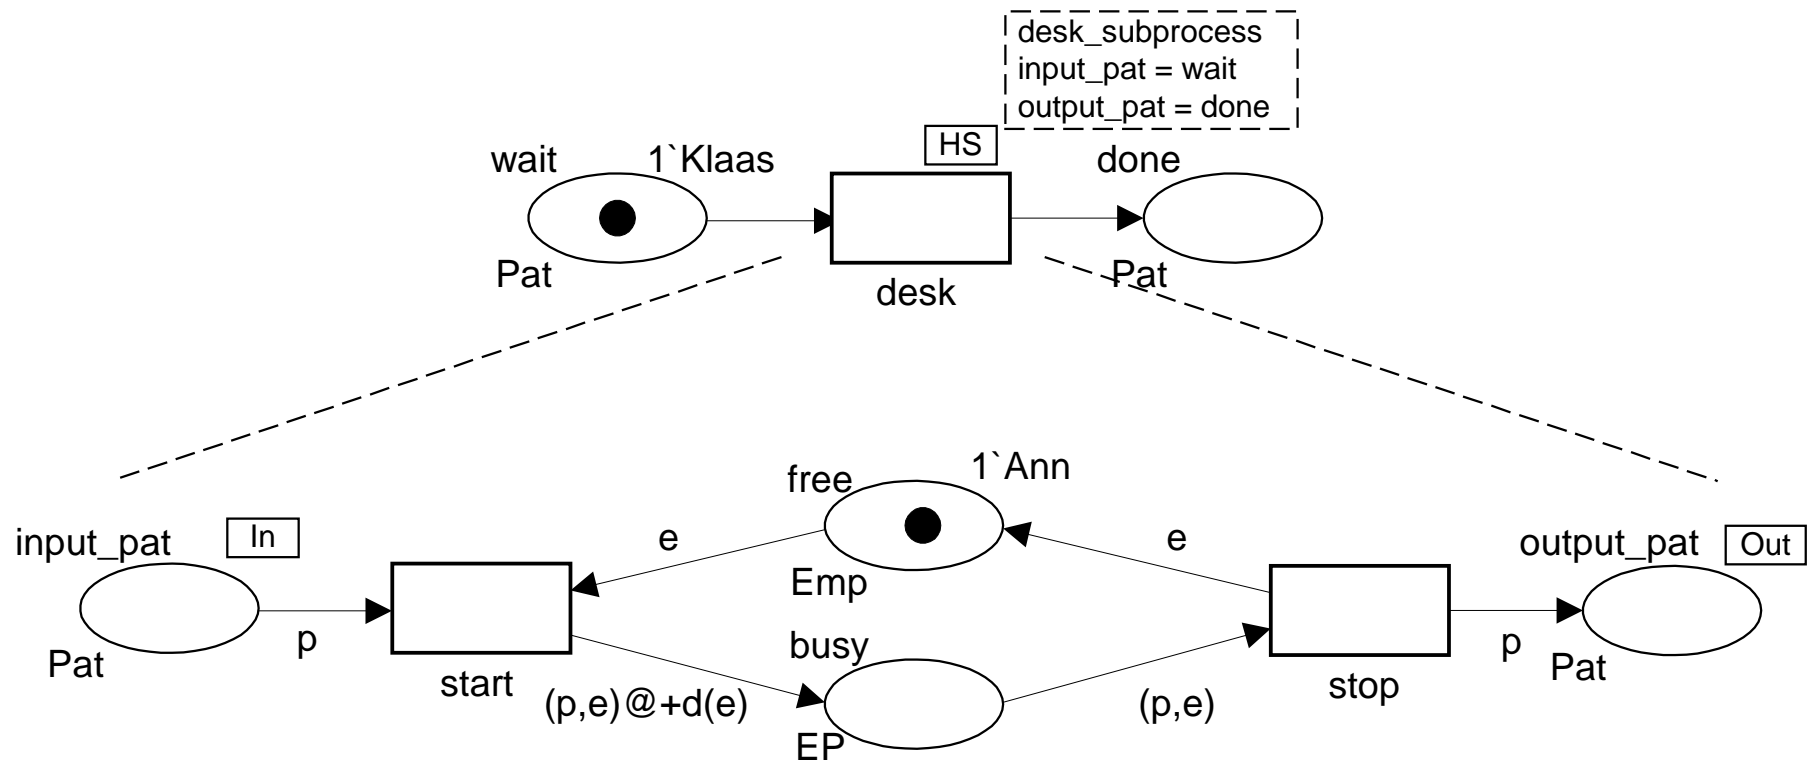 desk_subprocess
input_pat = wait
output_pat = done
HS
wait
1`Klaas
done
Pat
desk
Pat
free
1`Ann
input_pat
In
e
e
output_pat
Out
Emp
p
busy
p
Pat
start
(p,e)@+d(e)
(p,e)
stop
Pat
EP